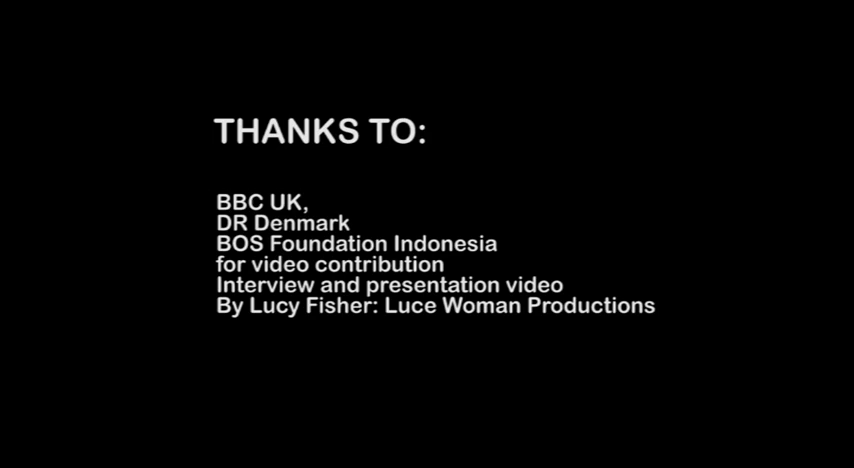 THANKS TO:
BBC UK,
DR Denmark
BOS Foundation Indonesia
for video contribution
Interview and presentation video
By Lucy Fisher: Luce Woman Productions